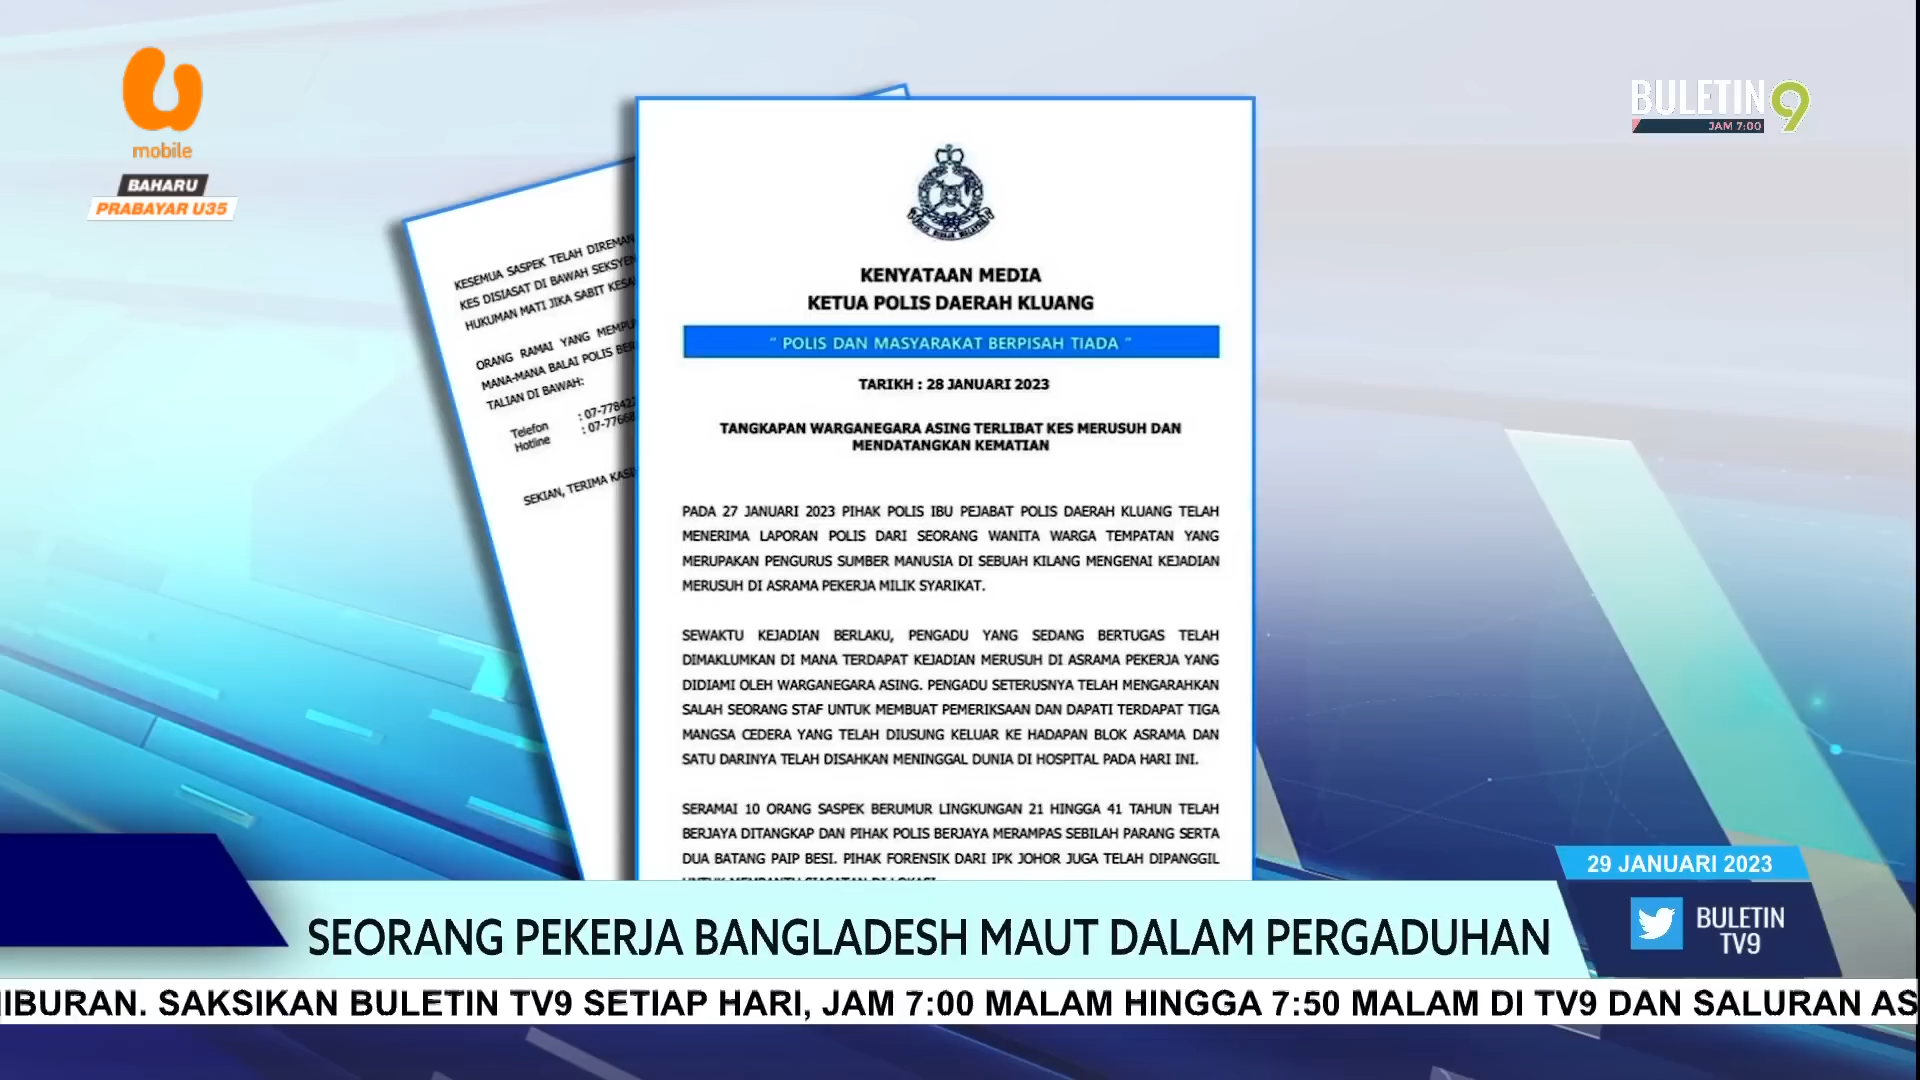 mobile
BAHARU
PRABAYAR U35
BULETIN 9
JAM 7:00
KESEMUA SASPEK TELAH
KES DISIASAT DI BAWAH
HUKUMAN MATI JIKA SABIT
ORANG RAMAI YANG
MANA-MANA BALAI POLIS
TALIAN DI BAWAH:
Telefon : 07-7784
Hotline : 07-776
SEKIAN, TERIMA
POLIS DIRAJA MALAYSIA
KENYATAAN MEDIA
KETUA POLIS DAERAH KLUANG
" POLIS DAN MASYARAKAT BERPISAH TIADA "
TARIKH : 28 JANUARI 2023
TANGKAPAN WARGANEGARA ASING TERLIBAT KES MERUSUH DAN
MENDATANGKAN KEMATIAN
PADA 27 JANUARI 2023 PIHAK POLIS IBU PEJABAT POLIS DAERAH KLUANG TELAH
MENERIMA LAPORAN POLIS DARI SEORANG WANITA WARGA TEMPATAN YANG
MERUPAKAN PENGURUS SUMBER MANUSIA DI SEBUAH KILANG MENGENAI KEJADIAN
MERUSUH DI ASRAMA PEKERJA MILIK SYARIKAT.
SEWAKTU KEJADIAN BERLAKU, PENGADU YANG SEDANG BERTUGAS TELAH
DIMAKLUMKAN DI MANA TERDAPAT KEJADIAN MERUSUH DI ASRAMA PEKERJA YANG
DIDIAMI OLEH WARGANEGARA ASING. PENGADU SETERUSNYA TELAH MENGARAHKAN
SALAH SEORANG STAF UNTUK MEMBUAT PEMERIKSAAN DAN DAPATI TERDAPAT TIGA
MANGSA CEDERA YANG TELAH DIUSUNG KELUAR KE HADAPAN BLOK ASRAMA DAN
SATU DARINYA TELAH DISAHKAN MENINGGAL DUNIA DI HOSPITAL PADA HARI INI.
SERAMAI 10 ORANG SASPEK BERUMUR LINGKUNGAN 21 HINGGA 41 TAHUN TELAH
BERJAYA DITANGKAP DAN PIHAK POLIS BERJAYA MERAMPAS SEBILAH PARANG SERTA
DUA BATANG PAIP BESI. PIHAK FORENSIK DARI IPK JOHOR JUGA TELAH DIPANGGIL
29 JANUARI 2023
SEORANG PEKERJA BANGLADESH MAUT DALAM PERGADUHAN
BULETIN
TV9
IBURAN. SAKSIKAN BULETIN TV9 SETIAP HARI, JAM 7:00 MALAM HINGGA 7:50 MALAM DI TV9 DAN SALURAN AS